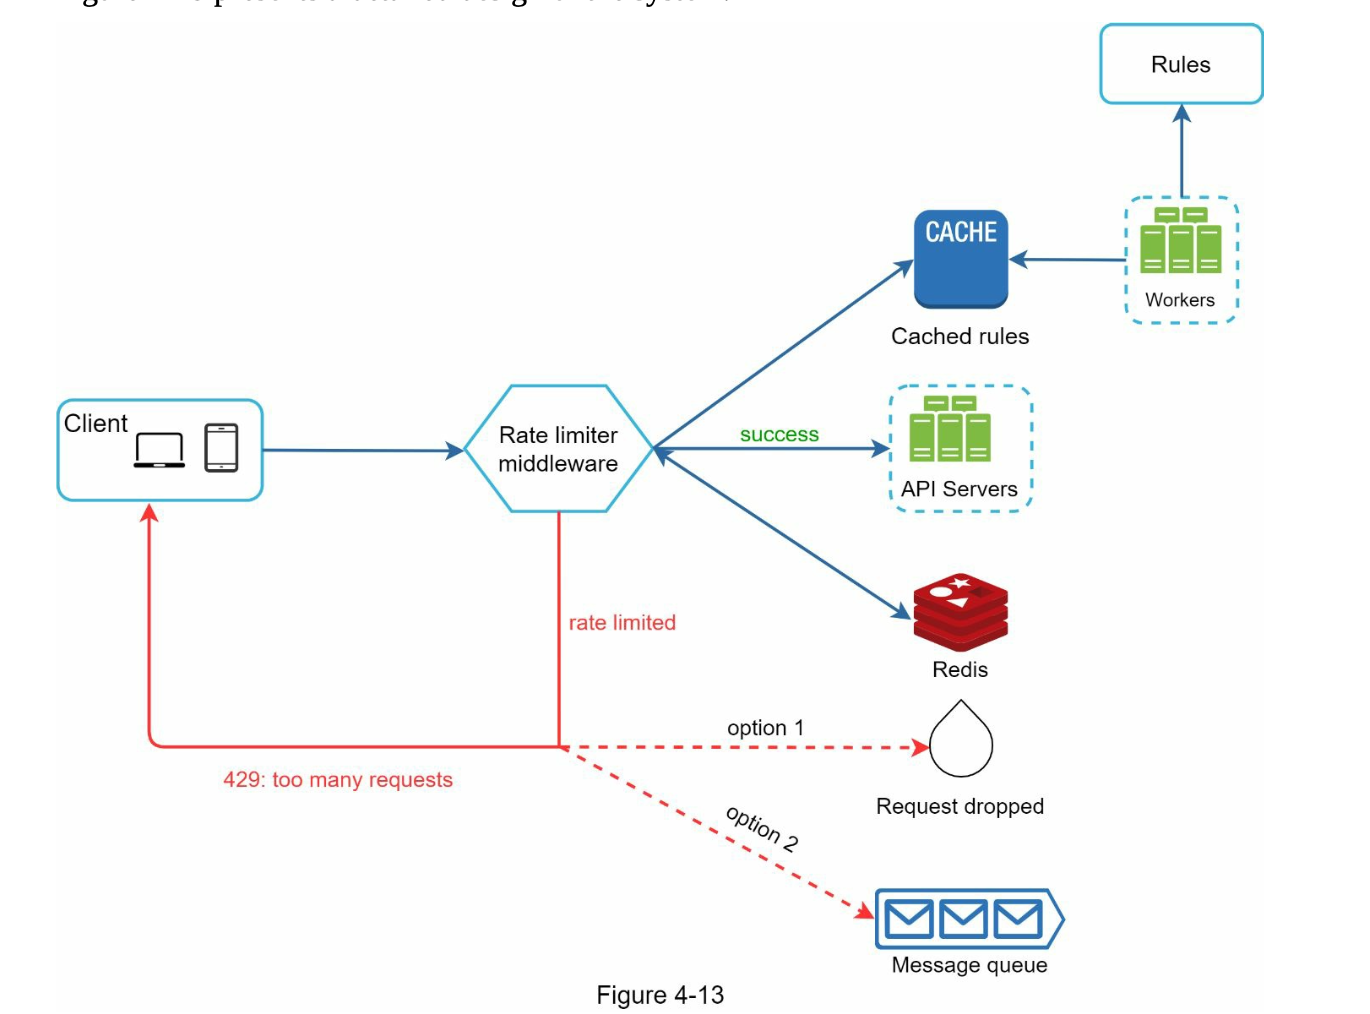 Rules
CACHE
Workers
Cached rules
Client
Rate limiter
middleware
success
API Servers
rate limited
Redis
option 1
429: too many requests
Request dropped
option 2
Message queue
Figure 4-13